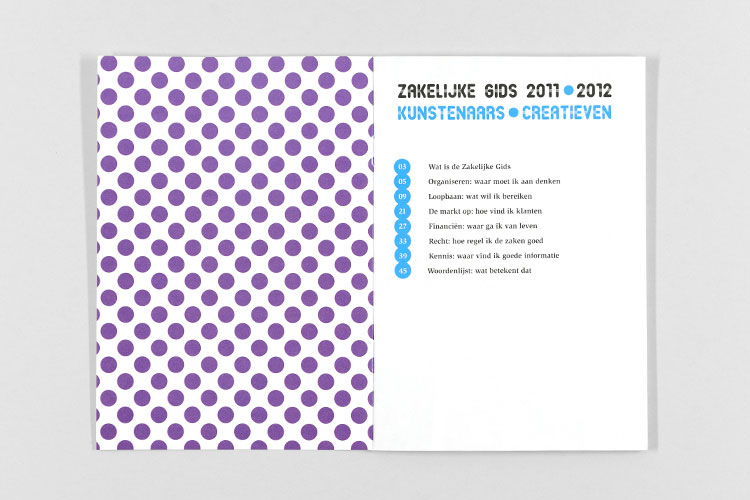 ZAKELIJKE GIDS 2011 • 2012
KUNSTENAARS • CREATIEVEN
03 Wat is de Zakelijke Gids
05 Organiseren: waar moet ik aan denken
09 Loopbaan: wat wil ik bereiken
21 De markt op: hoe vind ik klanten
27 Financiën: waar ga ik van leven
33 Recht: hoe regel ik de zaken goed
39 Kennis: waar vind ik goede informatie
45 Woordenlijst: wat betekent dat